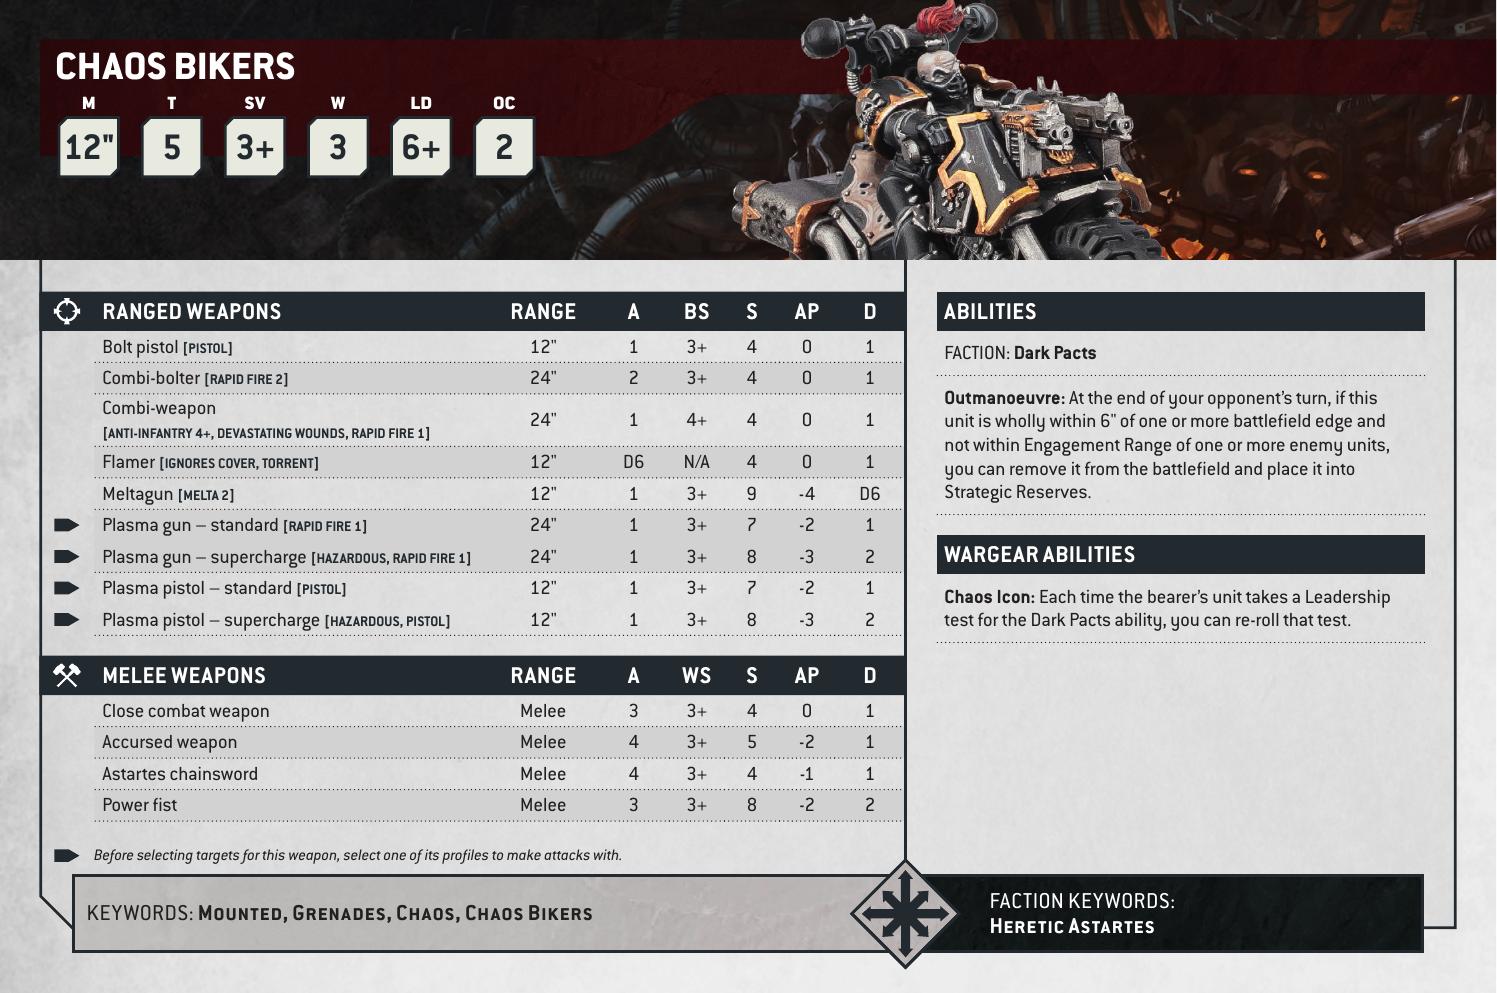 CHAOS BIKERS
M T SV W LD OC
12" 5 3+ 3 6+ 2
RANGED WEAPONS RANGE A BS S AP D
Bolt pistol [PISTOL] 12" 1 3+ 4 0 1
Combi-bolter [RAPID FIRE 2] 24" 2 3+ 4 0 1
Combi-weapon
[ANTI-INFANTRY 4+, DEVASTATING WOUNDS, RAPID FIRE 1] 24" 1 4+ 4 0 1
Flamer [IGNORES COVER, TORRENT] 12" D6 N/A 4 0 1
Meltagun [MELTA 2] 12" 1 3+ 9 -4 D6
Plasma gun – standard [RAPID FIRE 1] 24" 1 3+ 7 -2 1
Plasma gun – supercharge [HAZARDOUS, RAPID FIRE 1] 24" 1 3+ 8 -3 2
Plasma pistol – standard [PISTOL] 12" 1 3+ 7 -2 1
Plasma pistol – supercharge [HAZARDOUS, PISTOL] 12" 1 3+ 8 -3 2
MELEE WEAPONS RANGE A WS S AP D
Close combat weapon Melee 3 3+ 4 0 1
Accursed weapon Melee 4 3+ 5 -2 1
Astartes chainsword Melee 4 3+ 4 -1 1
Power fist Melee 3 3+ 8 -2 2
Before selecting targets for this weapon, select one of its profiles to make attacks with.
ABILITIES
FACTION: Dark Pacts
Outmanoeuvre: At the end of your opponent's turn, if this
unit is wholly within 6" of one or more battlefield edge and
not within Engagement Range of one or more enemy units,
you can remove it from the battlefield and place it into
Strategic Reserves.
WARGEAR ABILITIES
Chaos Icon: Each time the bearer's unit takes a Leadership
test for the Dark Pacts ability, you can re-roll that test.
KEYWORDS: MOUNTED, GRENADES, CHAOS, CHAOS BIKERS
FACTION KEYWORDS:
HERETIC ASTARTES